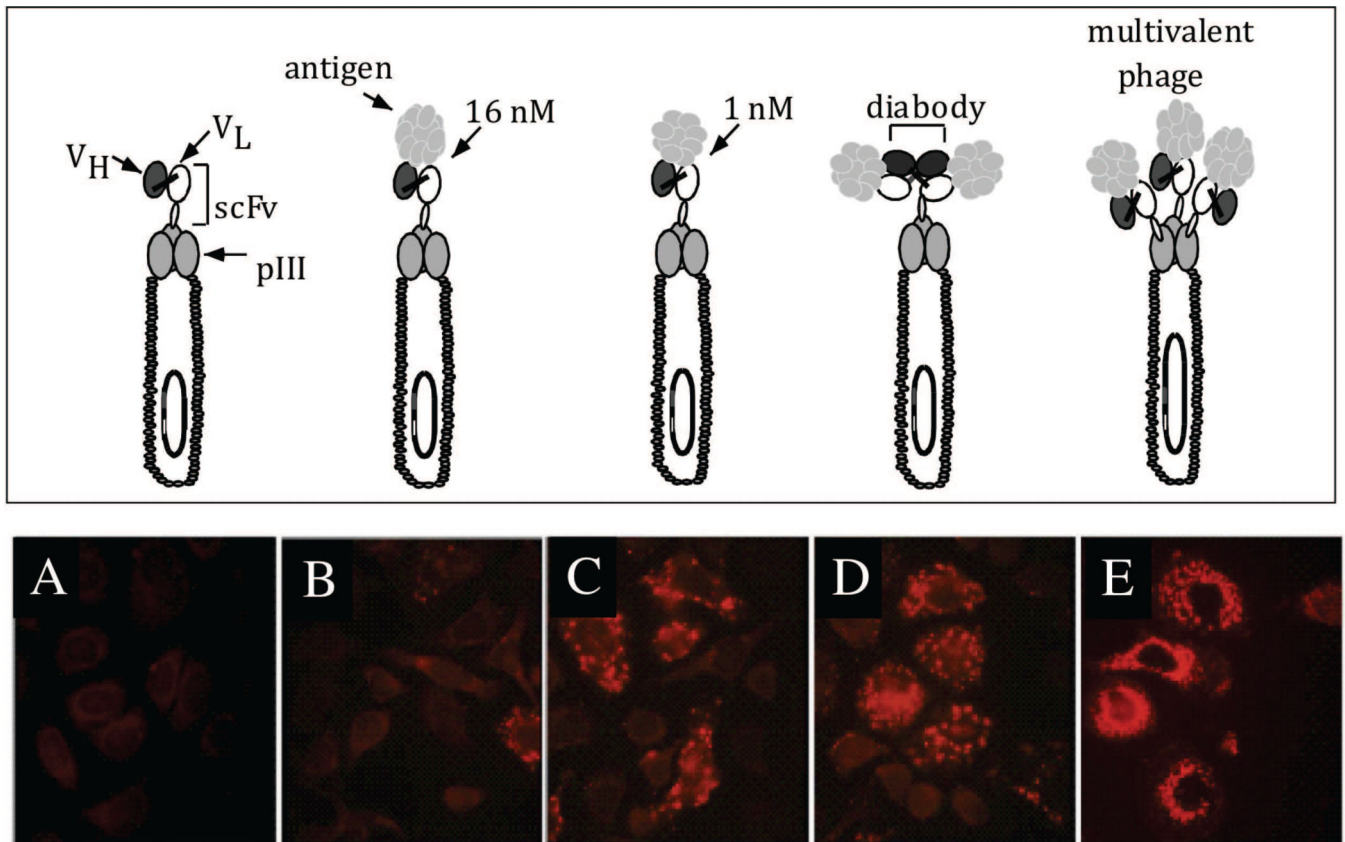 antigen
16 nM
1 nM
diabody
multivalent
phage
VH
VL
scFv
pIII
A
B
C
D
E